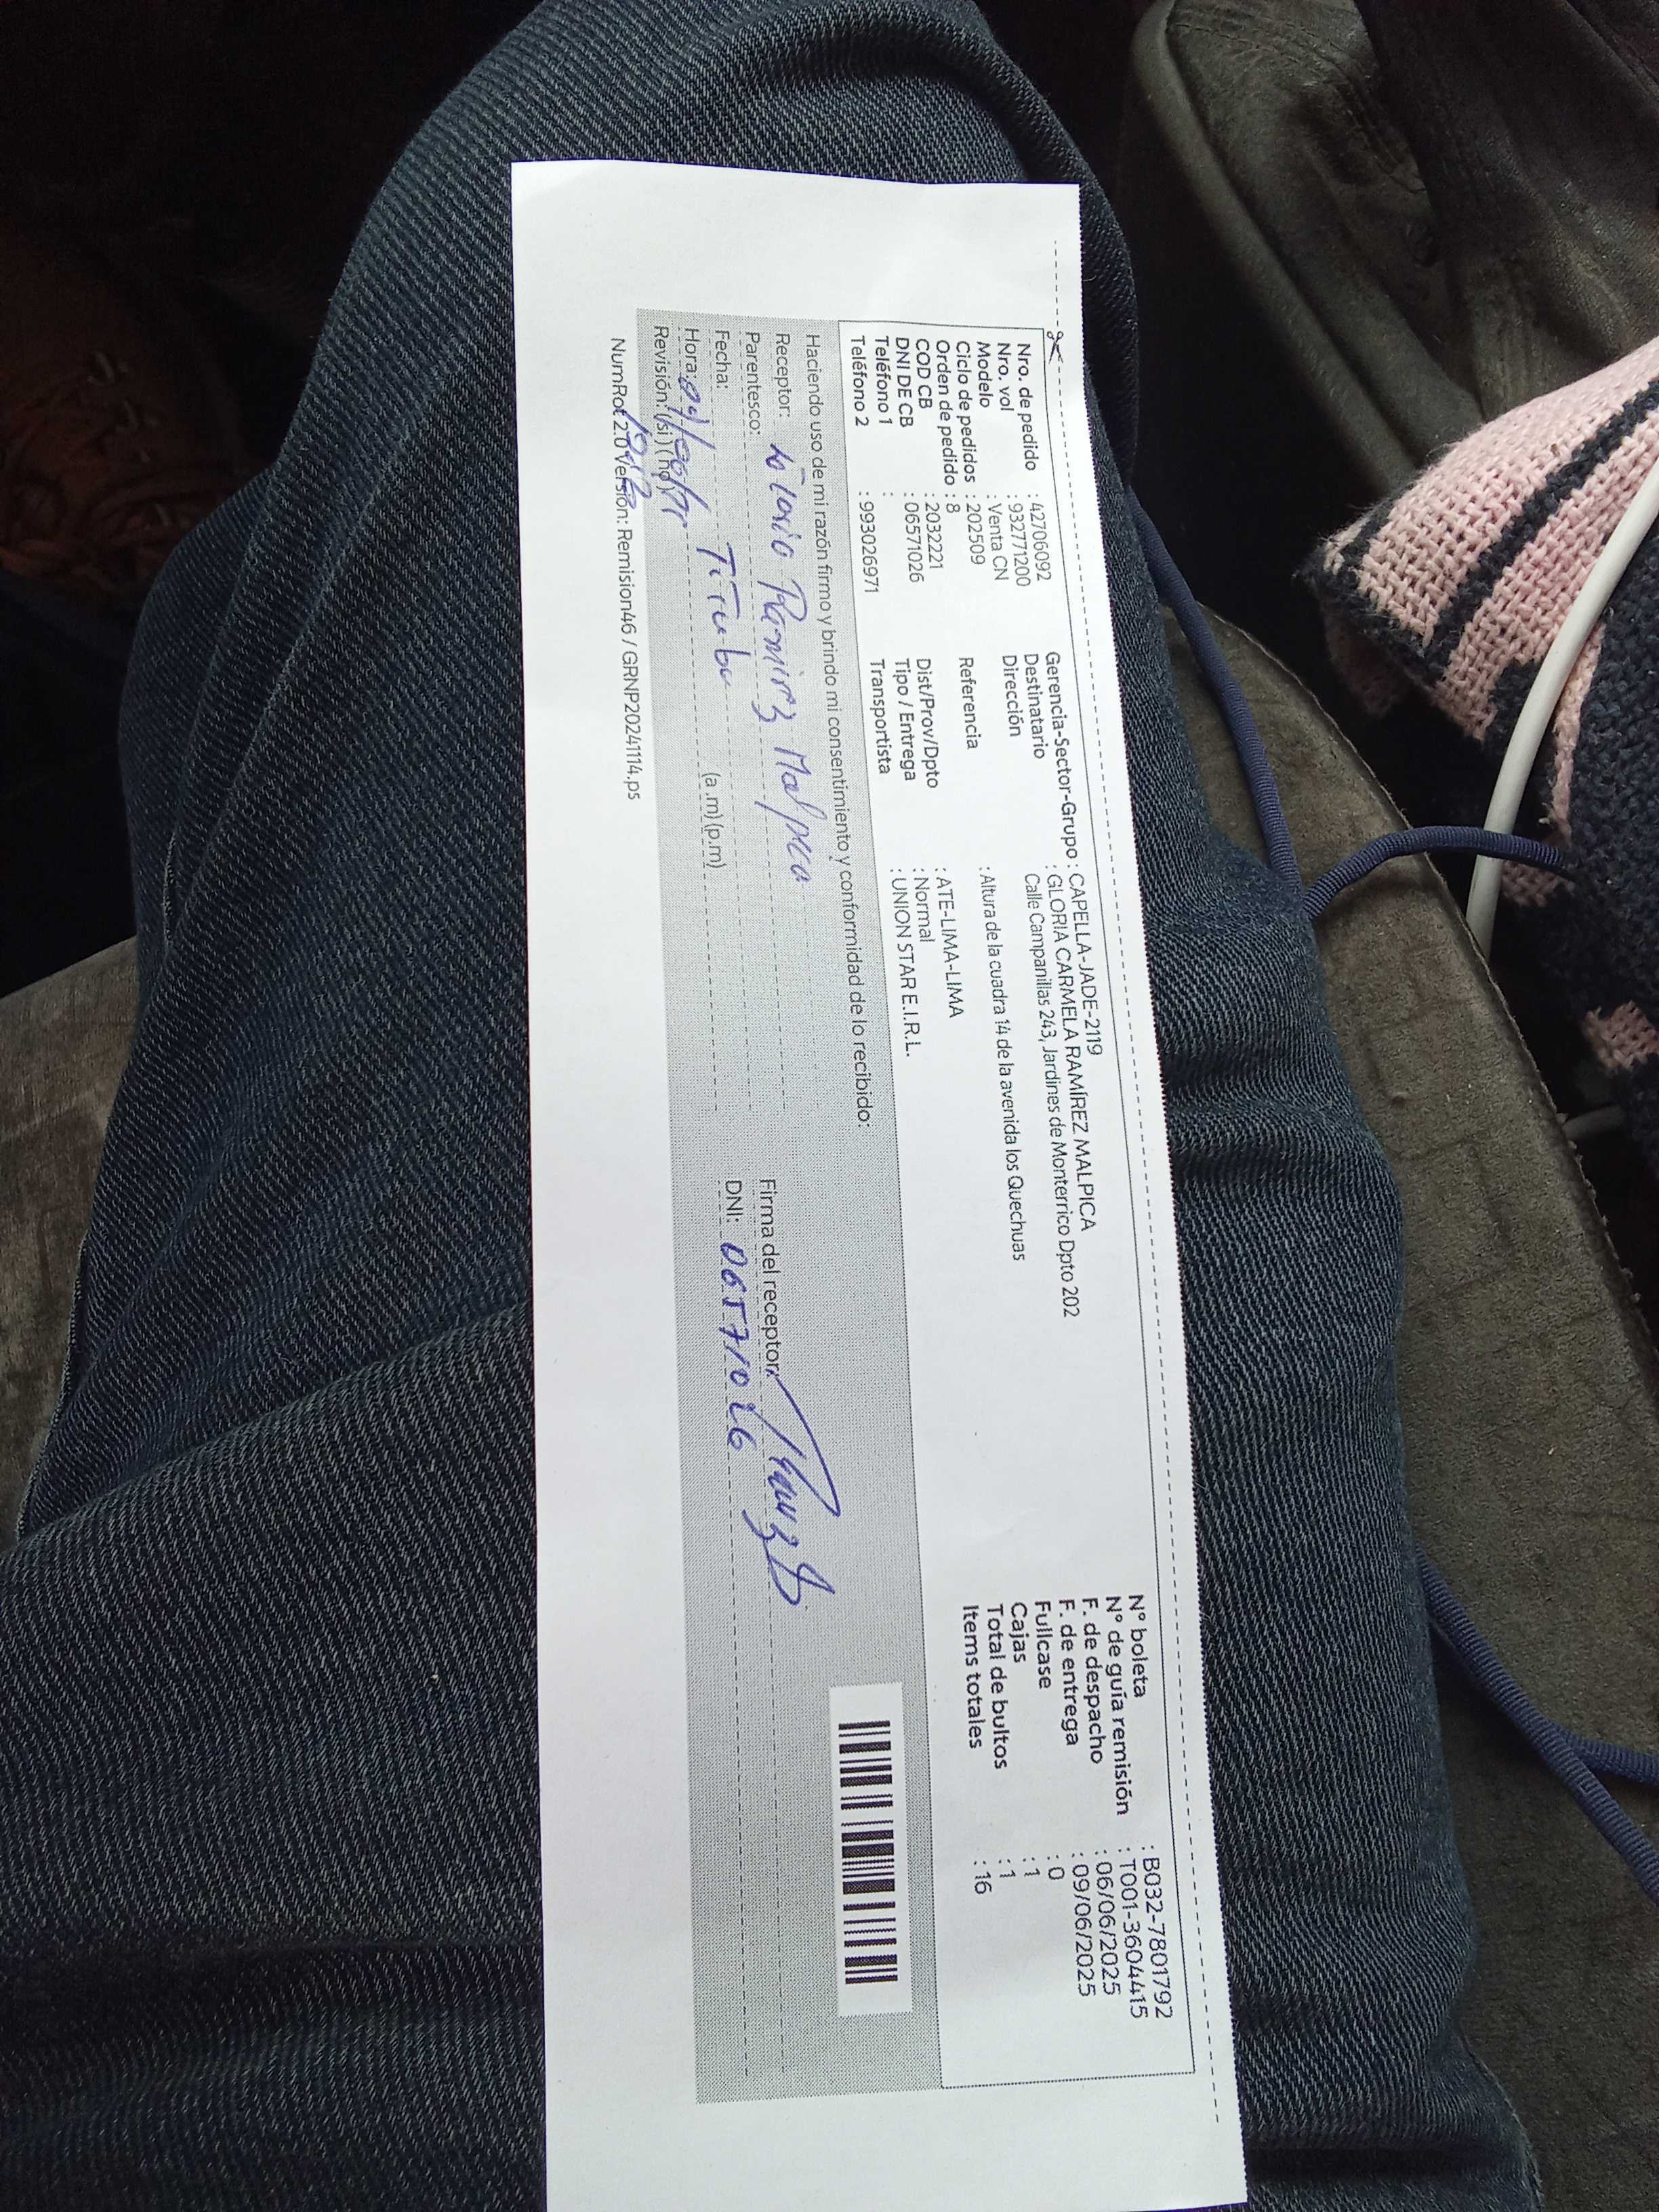 Nro. de pedido : 42706092
Nro. vol : 932771200
Modelo : Venta CN
Ciclo de pedidos : 202509
Orden de pedido : 8
COD CB : 2032221
DNI DE CB : 06571026
Teléfono 1 :
Teléfono 2 : 993026971
Gerencia-Sector-Grupo : CAPELLA-JADE-2119
Destinatario : GLORIA CARMELA RAMÍREZ MALPICA
Dirección Calle Campanillas 243, Jardines de Monterrico Dpto 202
Referencia : Altura de la cuadra 14 de la avenida los Quechuas
Dist/Prov/Dpto : ATE-LIMA-LIMA
Tipo / Entrega : Normal
Transportista : UNION STAR E.I.R.L.
N° boleta : B032-7801792
N° de guía remisión : T001-3604415
F. de despacho : 06/06/2025
F. de entrega : 09/06/2025
Fullcase : 0
Cajas : 1
Total de bultos : 1
Items totales : 16
Haciendo uso de mi razón firmo y brindo mi consentimiento y conformidad de lo recibido:
Receptor: Ramirez Malpica
Parentesco:
Fecha:
Hora: (a .m) (p.m)
Revisión: (si) (no)
Firma del receptor:
DNI: 06571026
NumRot 2.0 Versión: Remision46 / GRNP20241114.ps